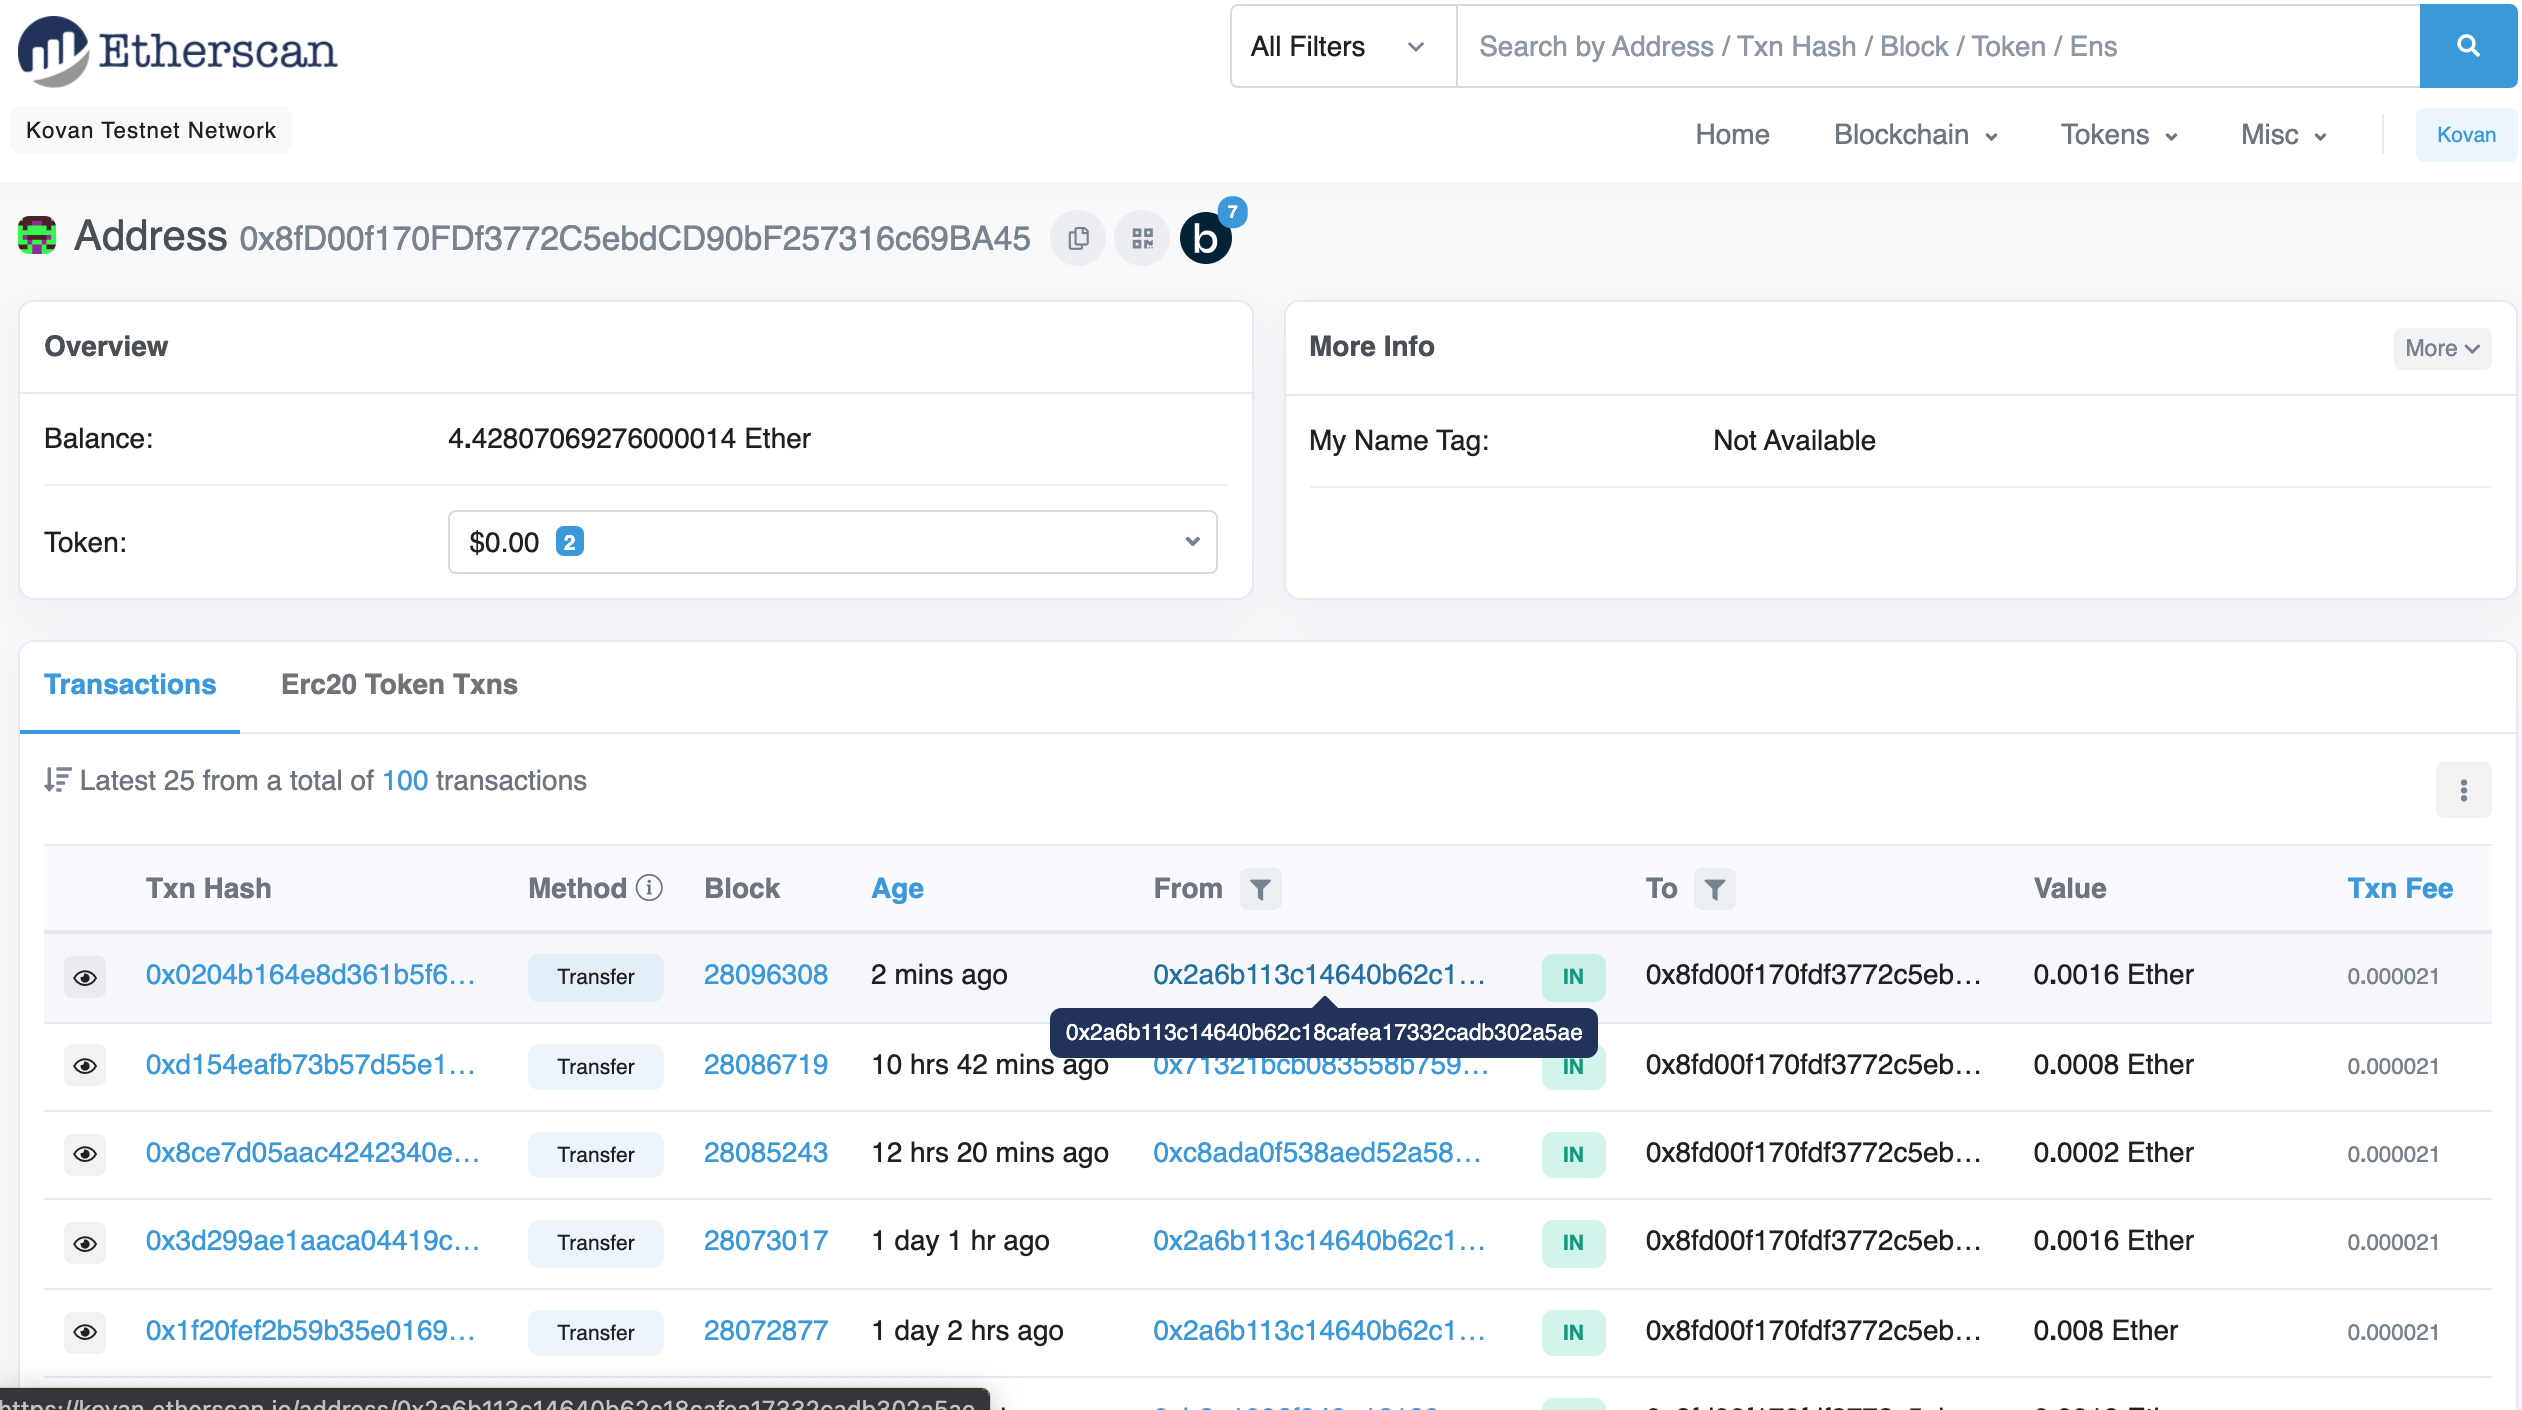 Etherscan
All Filters
Search by Address / Txn Hash / Block / Token / Ens
Kovan Testnet Network
Home Blockchain Tokens Misc Kovan
Address 0x8fD00f170FDf3772C5ebdCD90bF257316c69BA45 b 7
Overview
Balance: 4.42807069276000014 Ether
Token: $0.00 2
More Info More
My Name Tag: Not Available
Transactions Erc20 Token Txns
Latest 25 from a total of 100 transactions
Txn Hash Method Block Age From To Value Txn Fee
0x0204b164e8d361b5f6... Transfer 28096308 2 mins ago 0x2a6b113c14640b62c1... IN 0x8fd00f170fdf3772c5eb... 0.0016 Ether 0.000021
0x2a6b113c14640b62c18cafea17332cadb302a5ae
0xd154eafb73b57d55e1... Transfer 28086719 10 hrs 42 mins ago 0x71321bcb083558b759... IN 0x8fd00f170fdf3772c5eb... 0.0008 Ether 0.000021
0x8ce7d05aac4242340e... Transfer 28085243 12 hrs 20 mins ago 0xc8ada0f538aed52a58... IN 0x8fd00f170fdf3772c5eb... 0.0002 Ether 0.000021
0x3d299ae1aaca04419c... Transfer 28073017 1 day 1 hr ago 0x2a6b113c14640b62c1... IN 0x8fd00f170fdf3772c5eb... 0.0016 Ether 0.000021
0x1f20fef2b59b35e0169... Transfer 28072877 1 day 2 hrs ago 0x2a6b113c14640b62c1... IN 0x8fd00f170fdf3772c5eb... 0.008 Ether 0.000021
https://kovan.etherscan.io/address/0x2a6b113c14640b62c18cafea17332cadb302a5ae